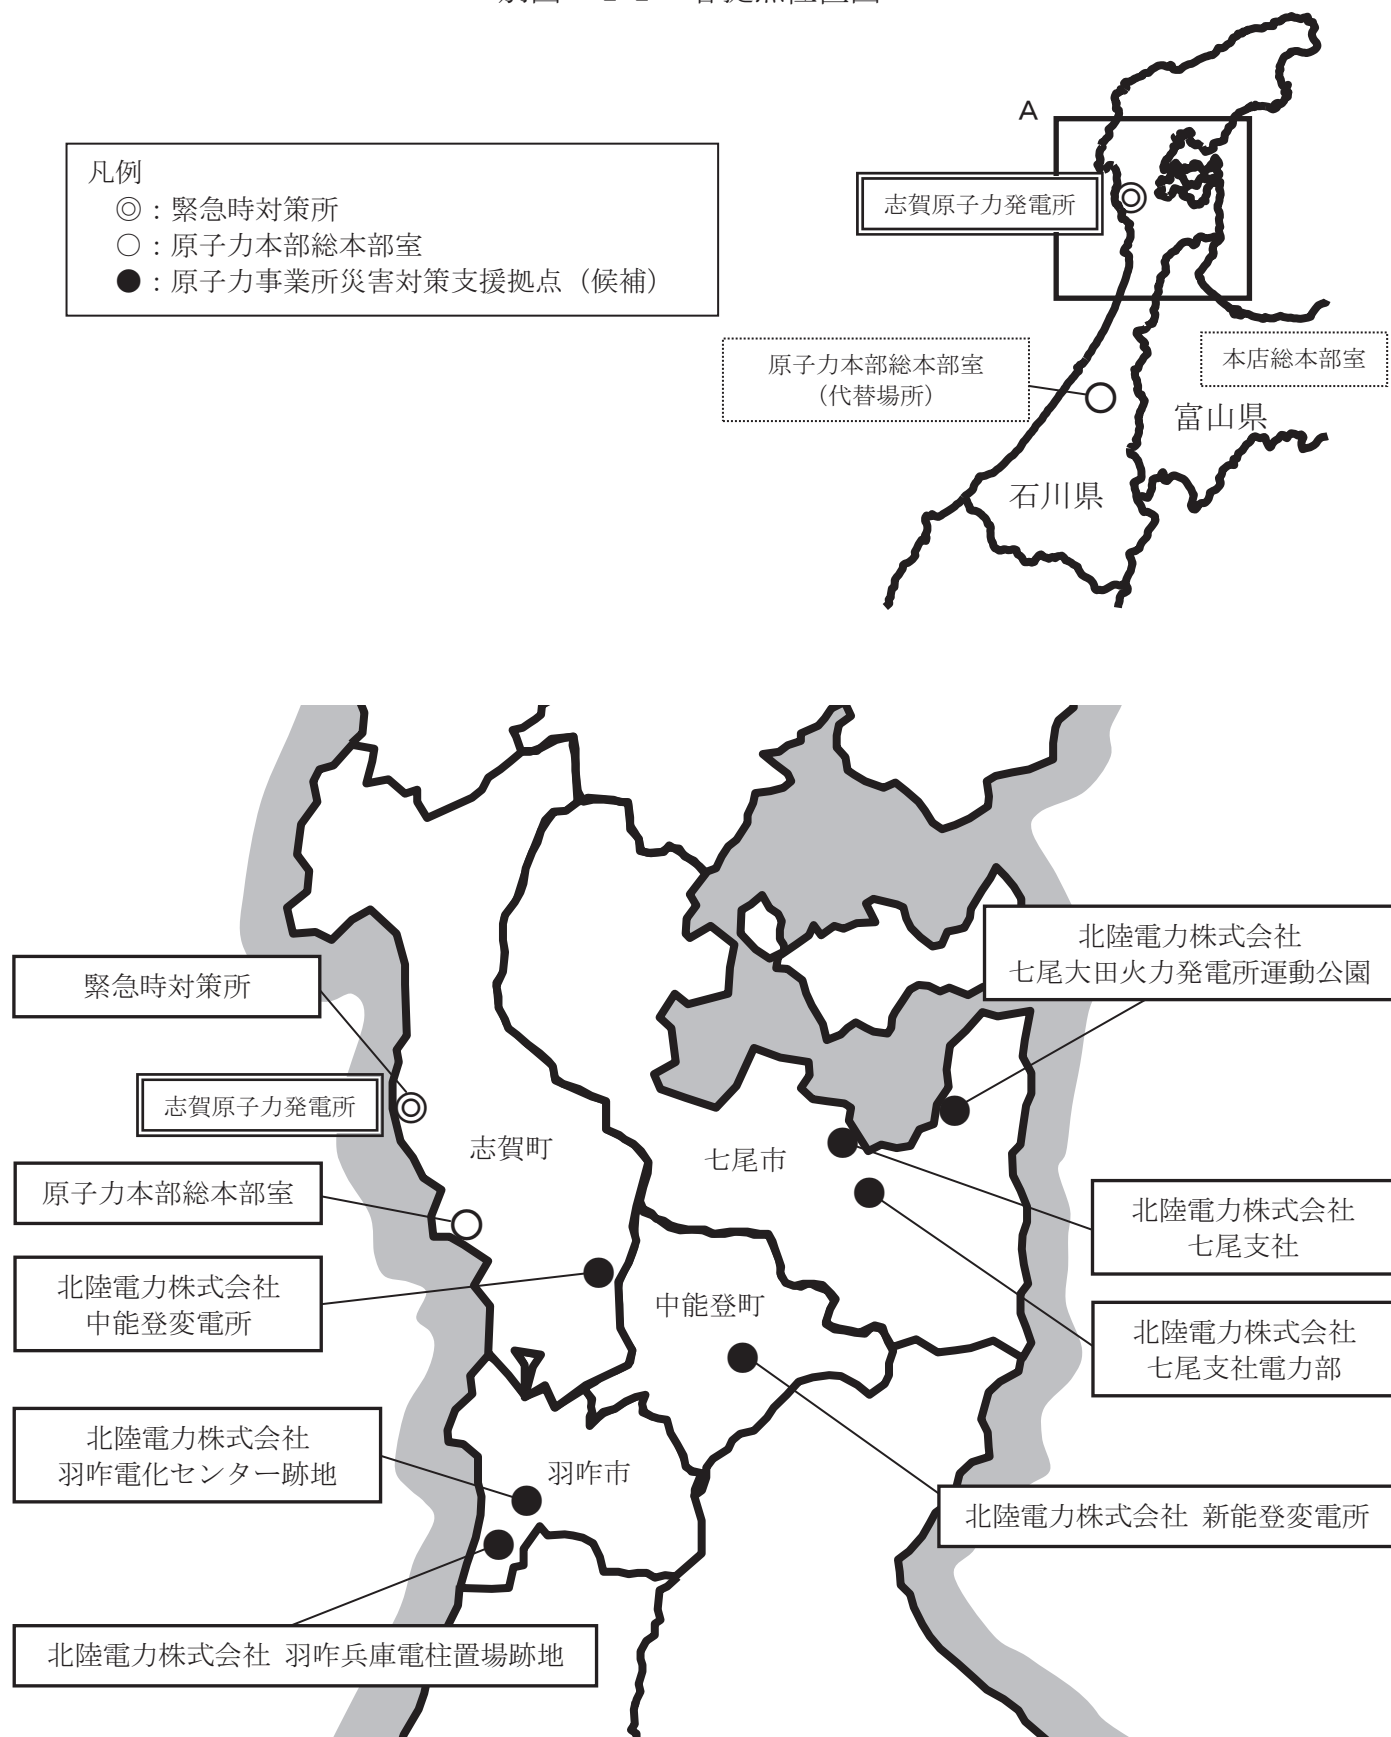 A
凡例
◎：緊急時対策所
○：原子力本部総本部室
●：原子力事業所災害対策支援拠点（候補）
志賀原子力発電所
原子力本部総本部室
（代替場所）
本店総本部室
富山県
石川県
北陸電力株式会社
七尾大田火力発電所運動公園
緊急時対策所
志賀原子力発電所
志賀町
七尾市
原子力本部総本部室
北陸電力株式会社
七尾支社
北陸電力株式会社
中能登変電所
中能登町
北陸電力株式会社
七尾支社電力部
北陸電力株式会社
羽咋電化センター跡地
羽咋市
北陸電力株式会社 新能登変電所
北陸電力株式会社 羽咋兵庫電柱置場跡地